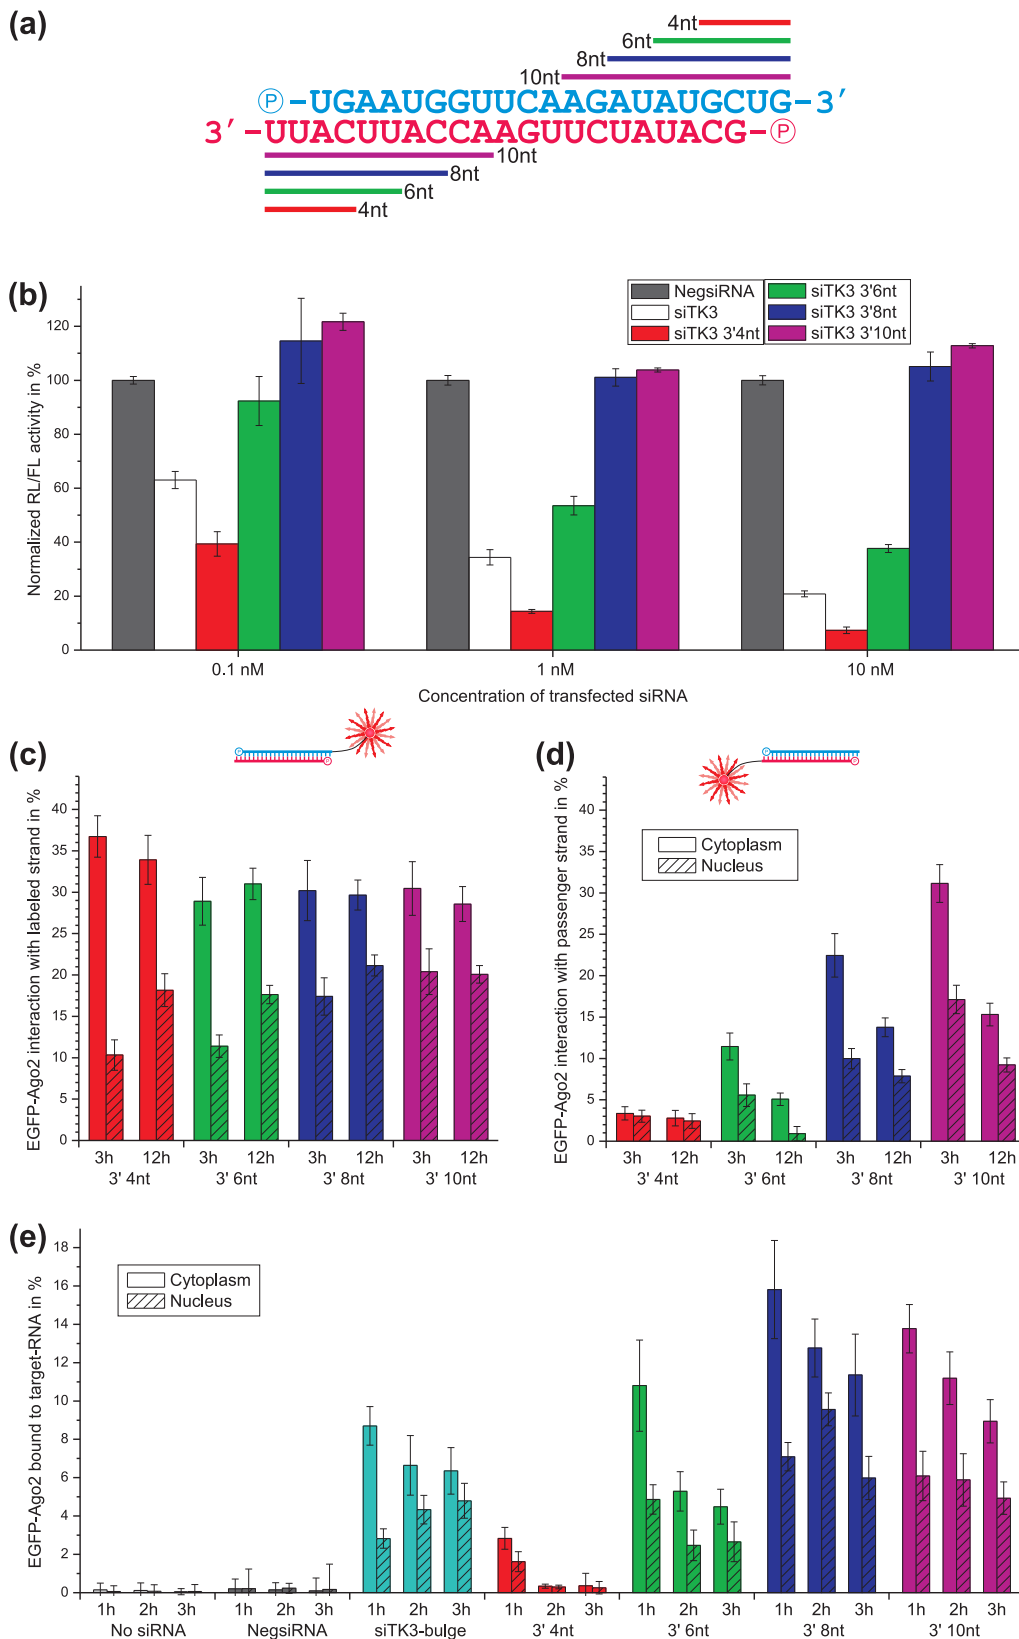 (a)
4nt
6nt
8nt
10nt
P –UGAAUGGUUCAAGAUAUGCUG–3′
3′ –UUACUUACCAAGUUCUAUACG–P
10nt
8nt
6nt
4nt
(b)
NegsiRNA
siTK3
siTK3 3'4nt
siTK3 3'6nt
siTK3 3'8nt
siTK3 3'10nt
Normalized RL/FL activity in %
120
100
80
60
40
20
0
0.1 nM 1 nM 10 nM
Concentration of transfected siRNA
(c)
P
P
EGFP-Ago2 interaction with labeled strand in %
40
35
30
25
20
15
10
5
0
3h 12h 3h 12h 3h 12h 3h 12h
3' 4nt 3' 6nt 3' 8nt 3' 10nt
(d)
P
P
Cytoplasm
Nucleus
EGFP-Ago2 interaction with passenger strand in %
40
35
30
25
20
15
10
5
0
3h 12h 3h 12h 3h 12h 3h 12h
3' 4nt 3' 6nt 3' 8nt 3' 10nt
(e)
Cytoplasm
Nucleus
EGFP-Ago2 bound to target-RNA in %
18
16
14
12
10
8
6
4
2
0
1h 2h 3h 1h 2h 3h 1h 2h 3h 1h 2h 3h 1h 2h 3h 1h 2h 3h 1h 2h 3h
No siRNA NegsiRNA siTK3-bulge 3' 4nt 3' 6nt 3' 8nt 3' 10nt